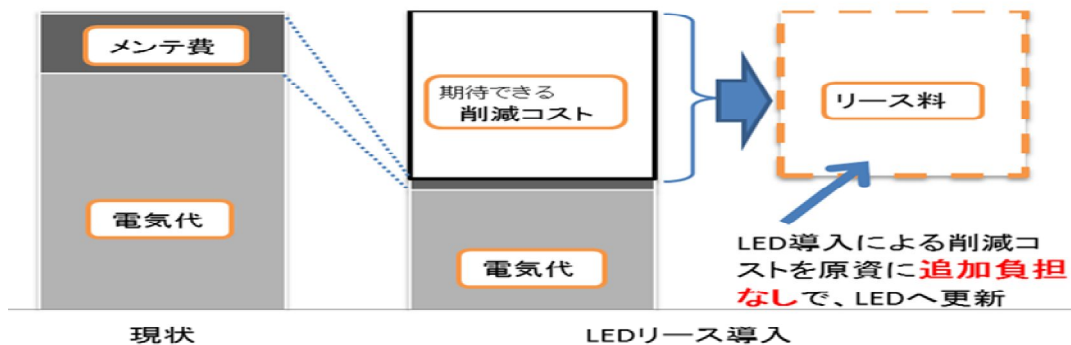 メンテ費
電気代
期待できる
削減コスト
電気代
リース料
LED導入による削減コ
ストを原資に追加負担
なしで、LEDへ更新
現状
LEDリース導入